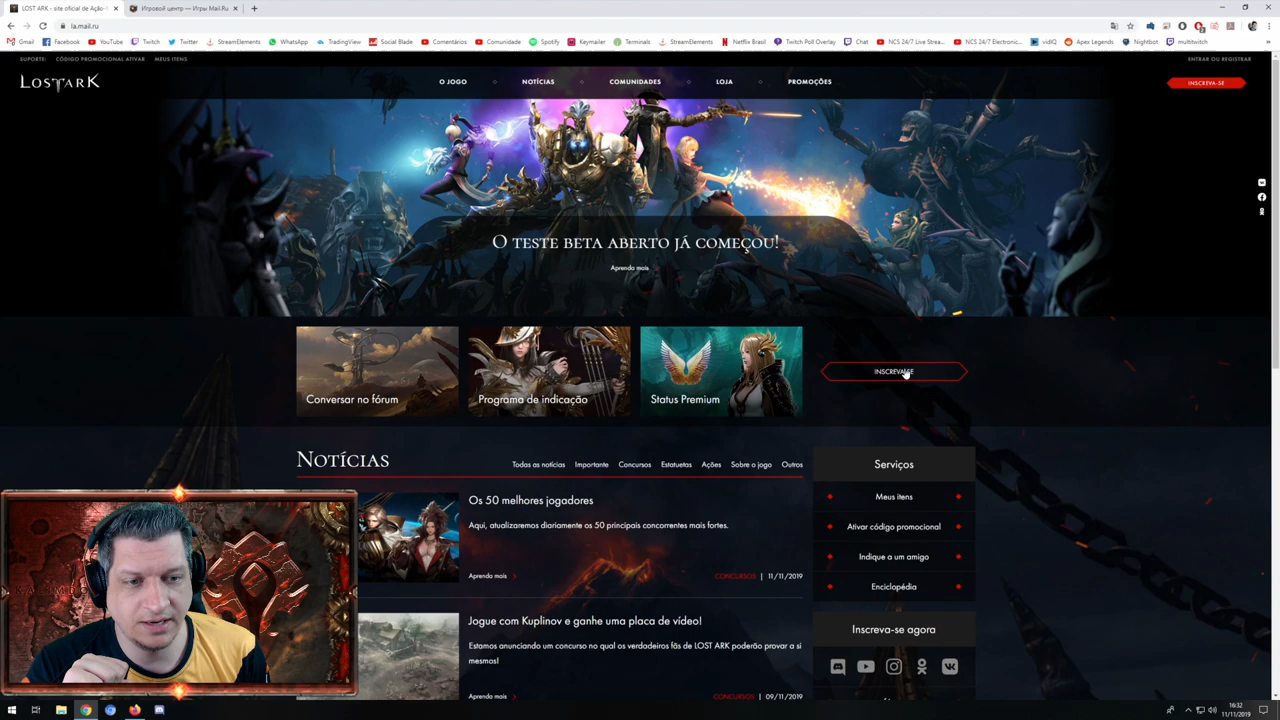 LOST ARK - site oficial de Ação-
Игровой центр — Игры Mail.Ru
la.mail.ru
Gmail
Facebook
YouTube
Twitch
Twitter
StreamElements
WhatsApp
TradingView
Social Blade
Comentários
Comunidade
Spotify
Keymailer
Terminals
StreamElements
Netflix Brasil
Twitch Poll Overlay
Chat
NCS 24/7 Live Strea...
NCS 24/7 Electronic...
vidIQ
Apex Legends
Nightbot
multitwitch
SUPORTE:
CÓDIGO PROMOCIONAL ATIVAR
MEUS ITENS
ENTRAR OU REGISTRAR
LOST ARK
O JOGO
NOTÍCIAS
COMUNIDADES
LOJA
PROMOÇÕES
INSCREVA-SE
O TESTE BETA ABERTO JÁ COMEÇOU!
Aprenda mais
Conversar no fórum
Programa de indicação
Status Premium
INSCREVA-SE
NOTÍCIAS
Todas as notícias
Importante
Concursos
Estatuetas
Ações
Sobre o jogo
Outros
Serviços
Meus itens
Ativar código promocional
Indique a um amigo
Enciclopédia
Os 50 melhores jogadores
Aqui, atualizaremos diariamente os 50 principais concorrentes mais fortes.
Aprenda mais
CONCURSOS | 11/11/2019
Jogue com Kuplinov e ganhe uma placa de vídeo!
Estamos anunciando um concurso no qual os verdadeiros fãs de LOST ARK poderão provar a si
mesmos!
Aprenda mais
CONCURSOS | 09/11/2019
Inscreva-se agora
16:32
11/11/2019